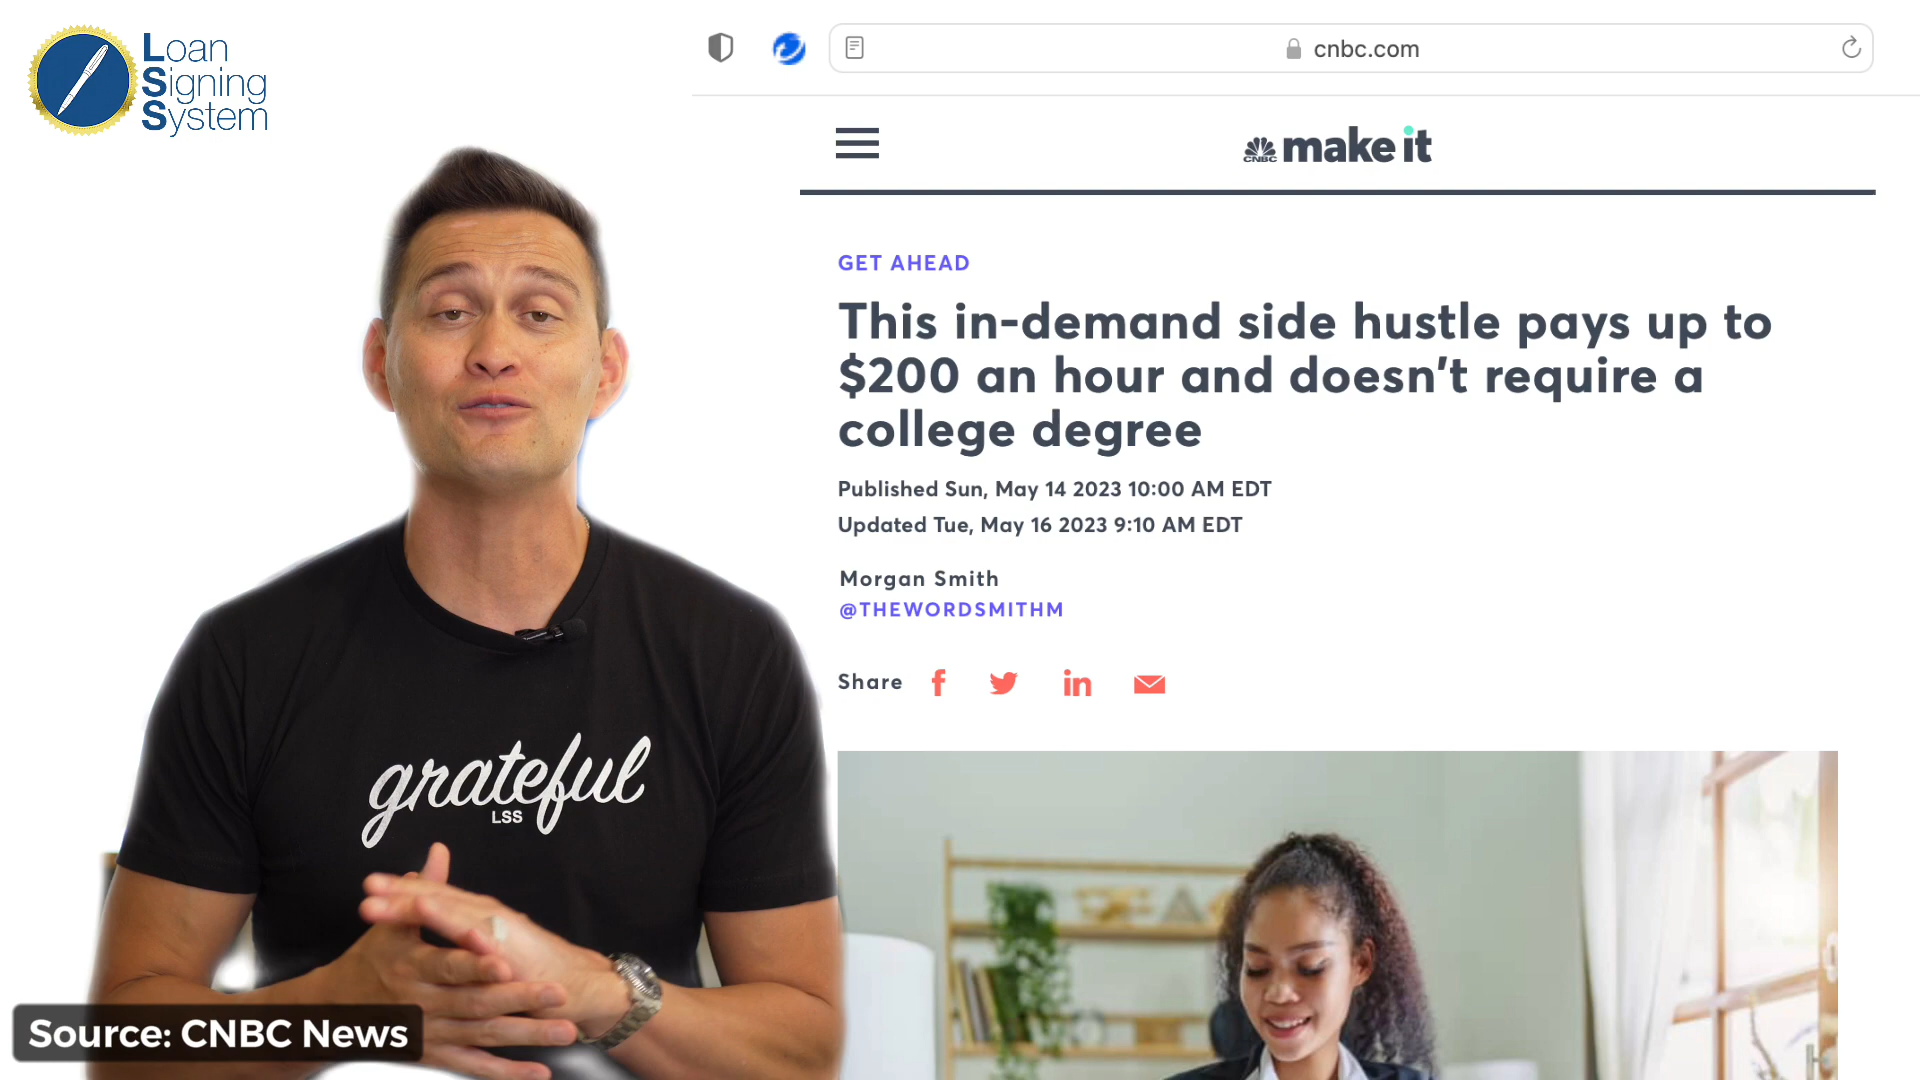 Loan
Signing
System
cnbc.com
CNBC make it
GET AHEAD
This in-demand side hustle pays up to
$200 an hour and doesn't require a
college degree
Published Sun, May 14 2023 10:00 AM EDT
Updated Tue, May 16 2023 9:10 AM EDT
Morgan Smith
@THEWORDSMITHM
Share
grateful
LSS
Source: CNBC News